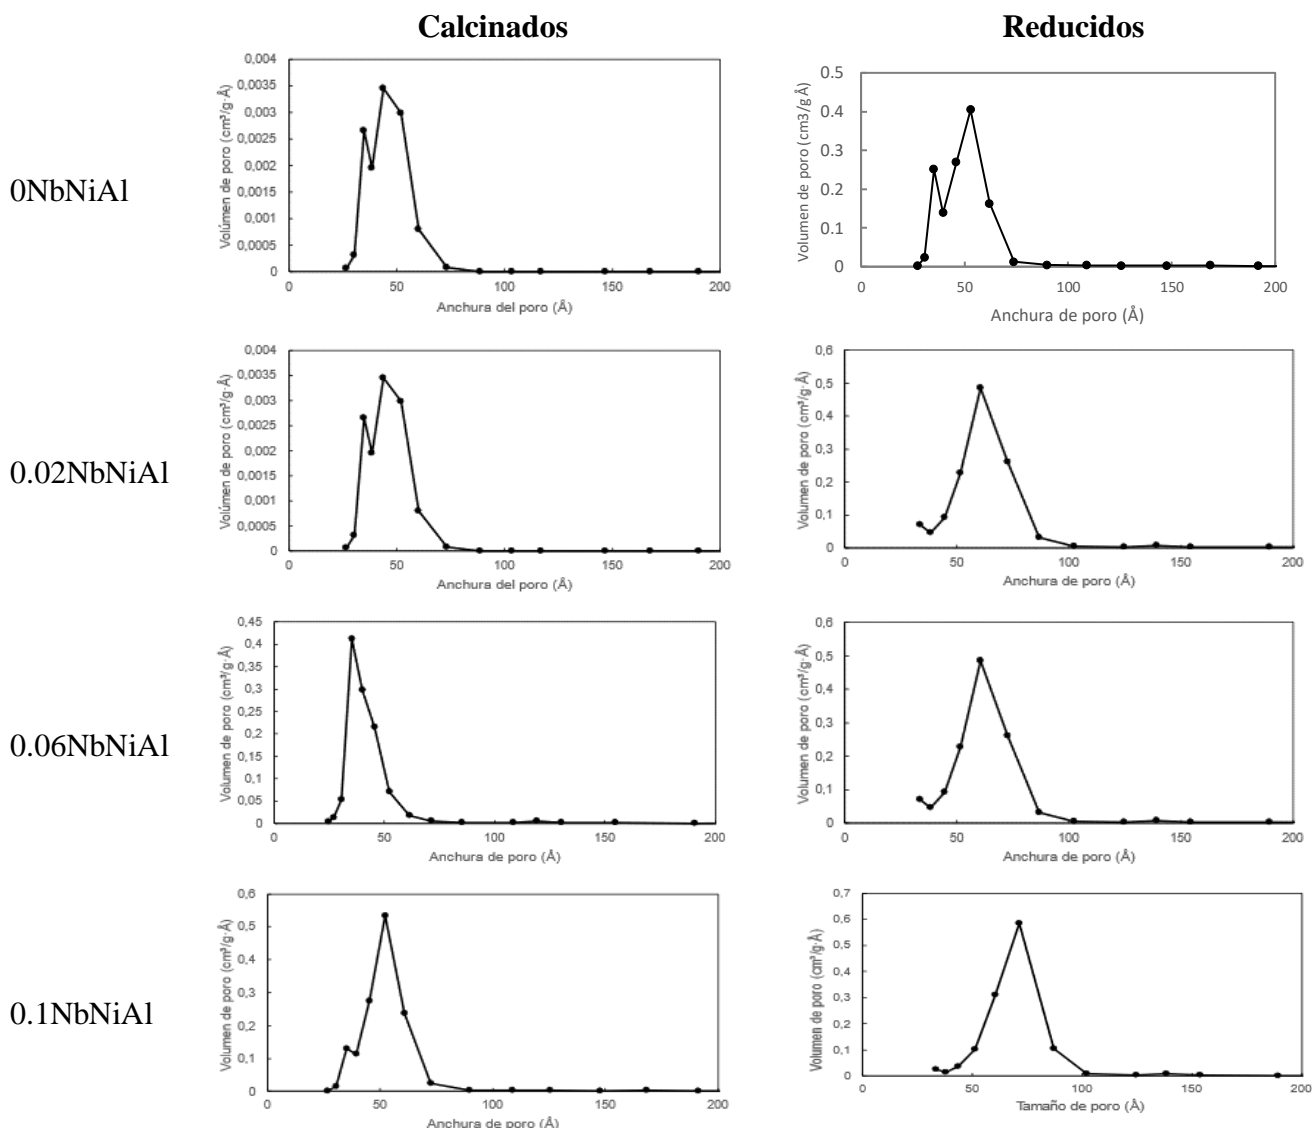 Calcinados
Reducidos
0NbNiAl
Volúmen de poro (cm³/g·Å)
0,004
0,0035
0,003
0,0025
0,002
0,0015
0,001
0,0005
0
0 50 100 150 200
Anchura del poro (Å)
Volumen de poro (cm3/g Å)
0.5
0.4
0.3
0.2
0.1
0
0 50 100 150 200
Anchura de poro (Å)
0.02NbNiAl
Volúmen de poro (cm³/g·Å)
0,004
0,0035
0,003
0,0025
0,002
0,0015
0,001
0,0005
0
0 50 100 150 200
Anchura del poro (Å)
Volumen de poro (cm³/g·Å)
0,6
0,5
0,4
0,3
0,2
0,1
0
0 50 100 150 200
Anchura de poro (Å)
0.06NbNiAl
Volumen de poro (cm³/g·Å)
0,45
0,4
0,35
0,3
0,25
0,2
0,15
0,1
0,05
0
0 50 100 150 200
Anchura de poro (Å)
Volumen de poro (cm³/g·Å)
0,6
0,5
0,4
0,3
0,2
0,1
0
0 50 100 150 200
Anchura de poro (Å)
0.1NbNiAl
Volumen de poro (cm³/g·Å)
0,6
0,5
0,4
0,3
0,2
0,1
0
0 50 100 150 200
Anchura de poro (Å)
Volumen de poro (cm³/g·Å)
0,7
0,6
0,5
0,4
0,3
0,2
0,1
0
0 50 100 150 200
Tamaño de poro (Å)